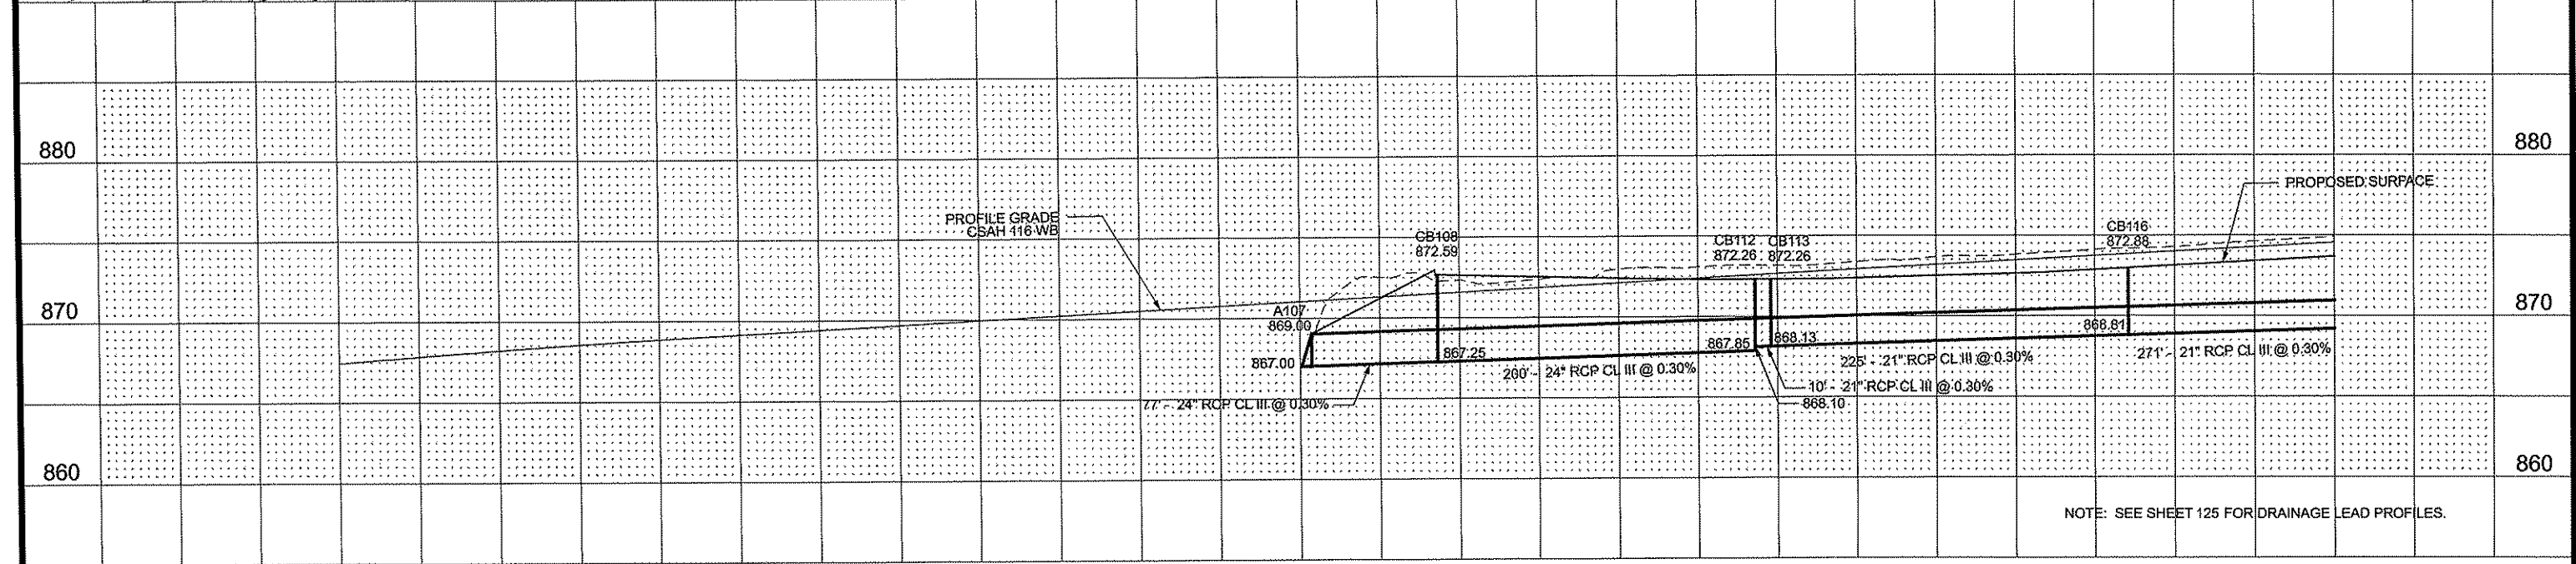 880
880
PROPOSED SURFACE
PROFILE GRADE
CSAH 116 WB
CB108
872.59
CB112
872.26
CB113
872.26
CB116
872.88
870
870
A107
869.00
867.00
867.25
867.85
868.13
868.81
200' - 24" RCP CL III @ 0.30%
225' - 21" RCP CL III @ 0.30%
271' - 21" RCP CL III @ 0.30%
10' - 21" RCP CL III @ 0.30%
77' - 24" RCP CL III @ 0.30%
868.10
860
860
NOTE: SEE SHEET 125 FOR DRAINAGE LEAD PROFILES.